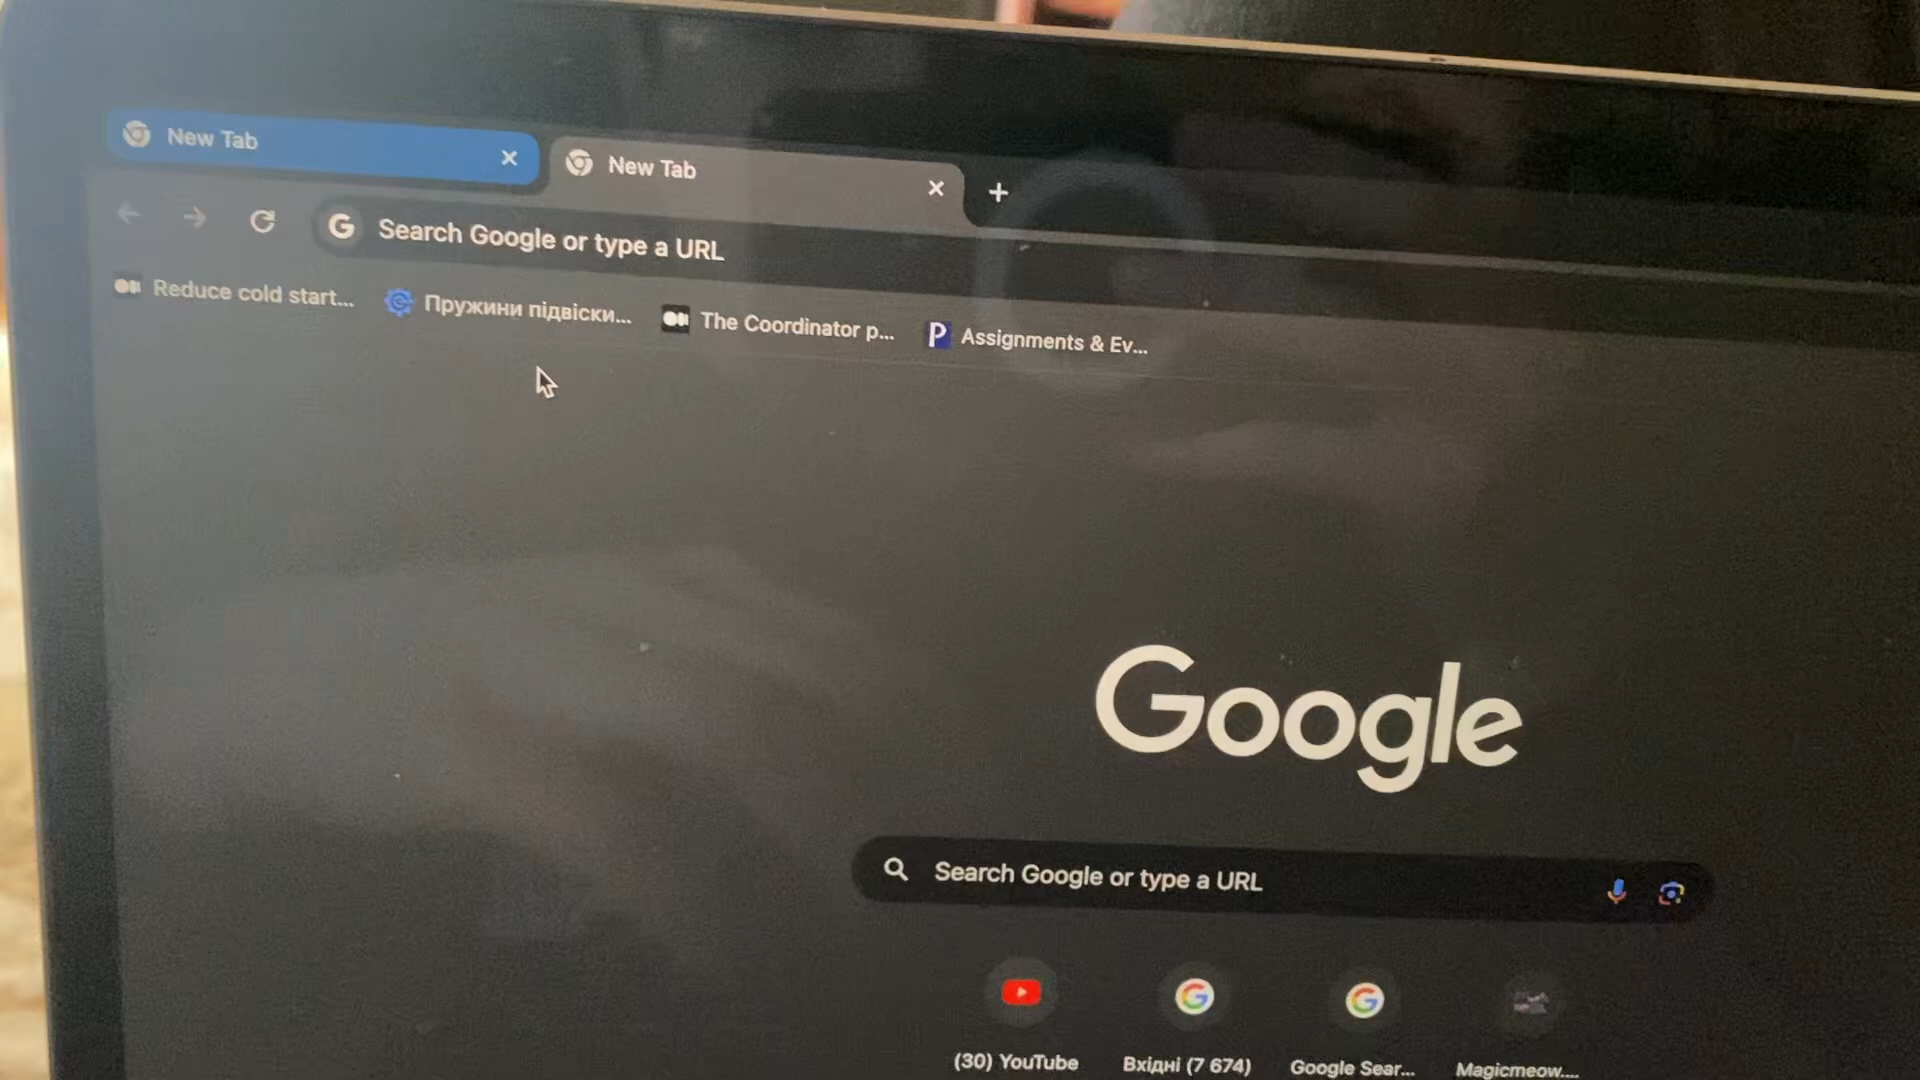 New Tab
New Tab
Search Google or type a URL
Reduce cold start...
Пружини підвіски...
The Coordinator p...
Assignments & Ev...
Google
Search Google or type a URL
(30) YouTube
Вхідні (7 674)
Google Sear...
Magicmeow....